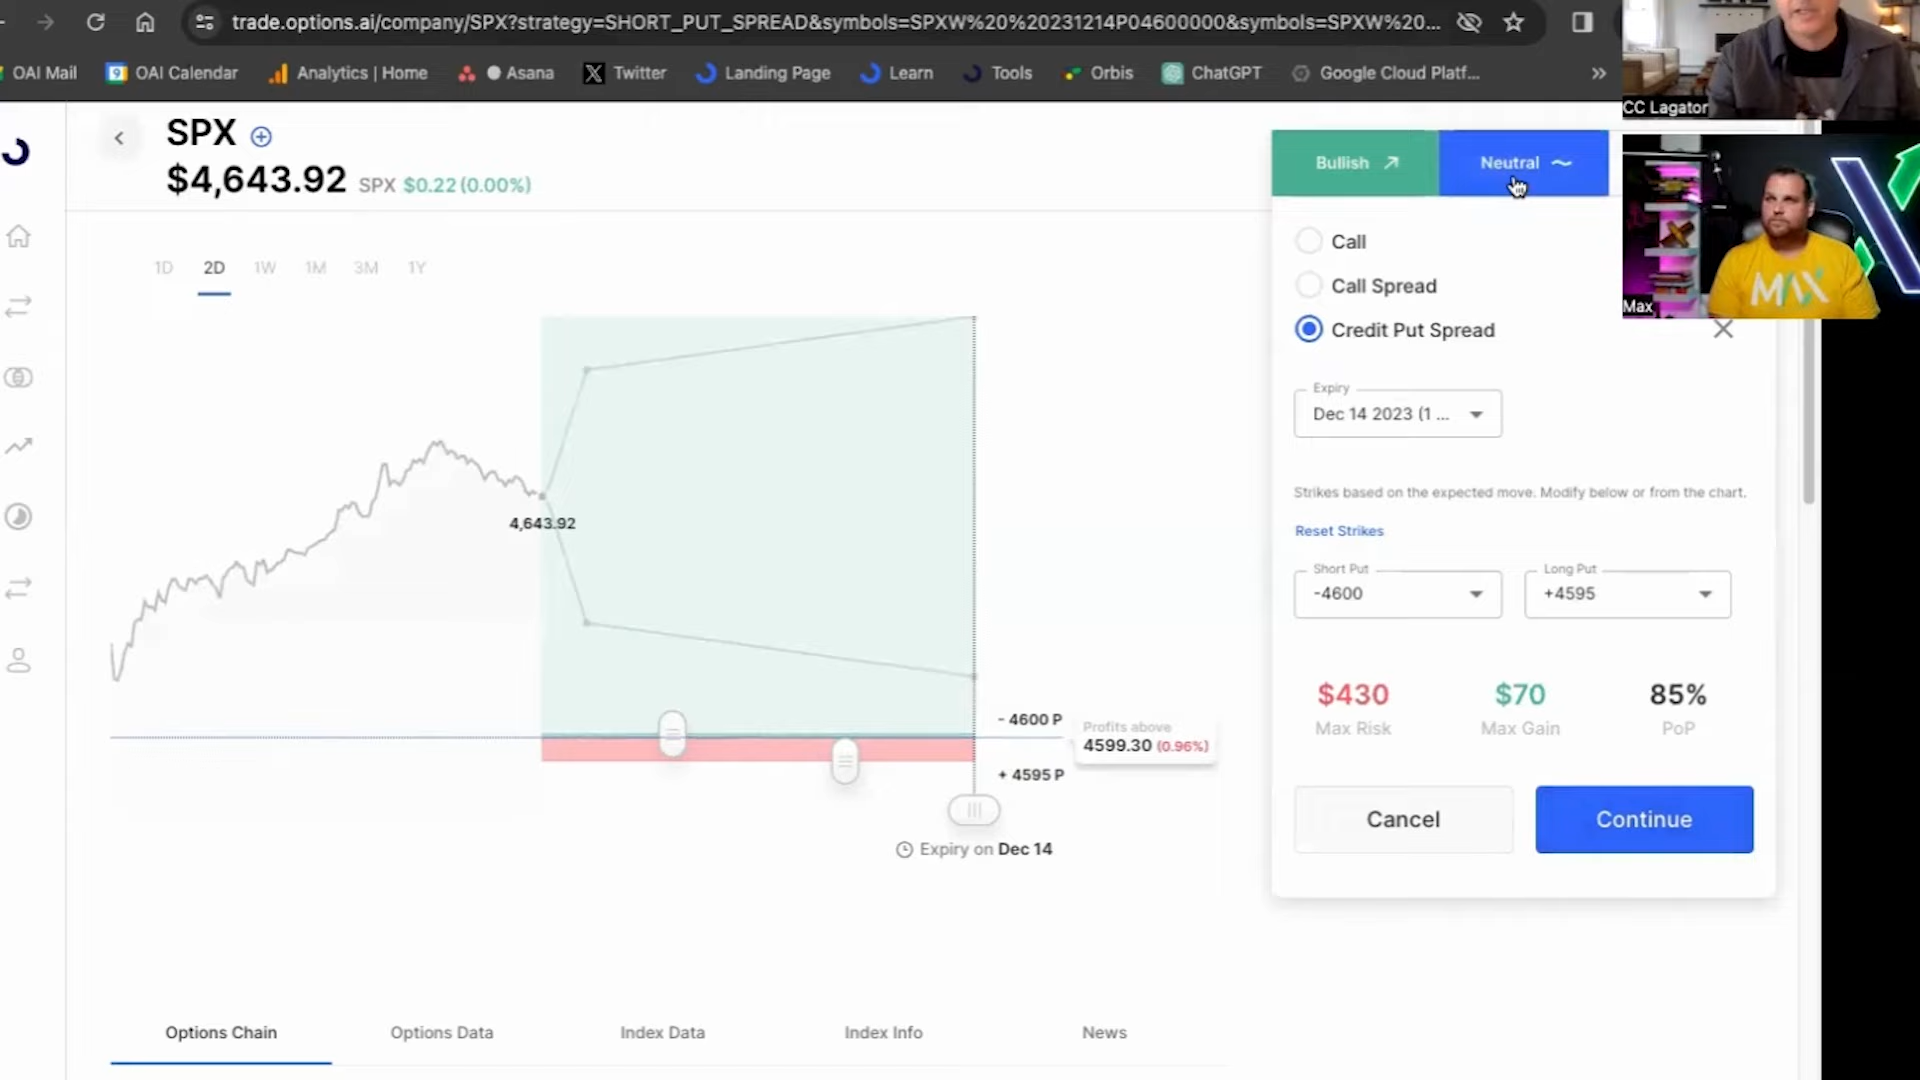 trade.options.ai/company/SPX?strategy=SHORT_PUT_SPREAD&symbols=SPXW%20%20231214P04600000&symbols=SPXW%20...
OAI Mail
9 OAI Calendar
Analytics | Home
Asana
X Twitter
Landing Page
Learn
Tools
Orbis
ChatGPT
Google Cloud Platf...
»
CC Lagator
SPX
$4,643.92 SPX $0.22 (0.00%)
Bullish
Neutral
MAX
Max
1D 2D 1W 1M 3M 1Y
Call
Call Spread
Credit Put Spread
Expiry
Dec 14 2023 (1 ...
Strikes based on the expected move. Modify below or from the chart.
Reset Strikes
Short Put
-4600
Long Put
+4595
4,643.92
- 4600 P
Profits above
4599.30 (0.96%)
+ 4595 P
Expiry on Dec 14
$430
Max Risk
$70
Max Gain
85%
PoP
Cancel
Continue
Options Chain
Options Data
Index Data
Index Info
News